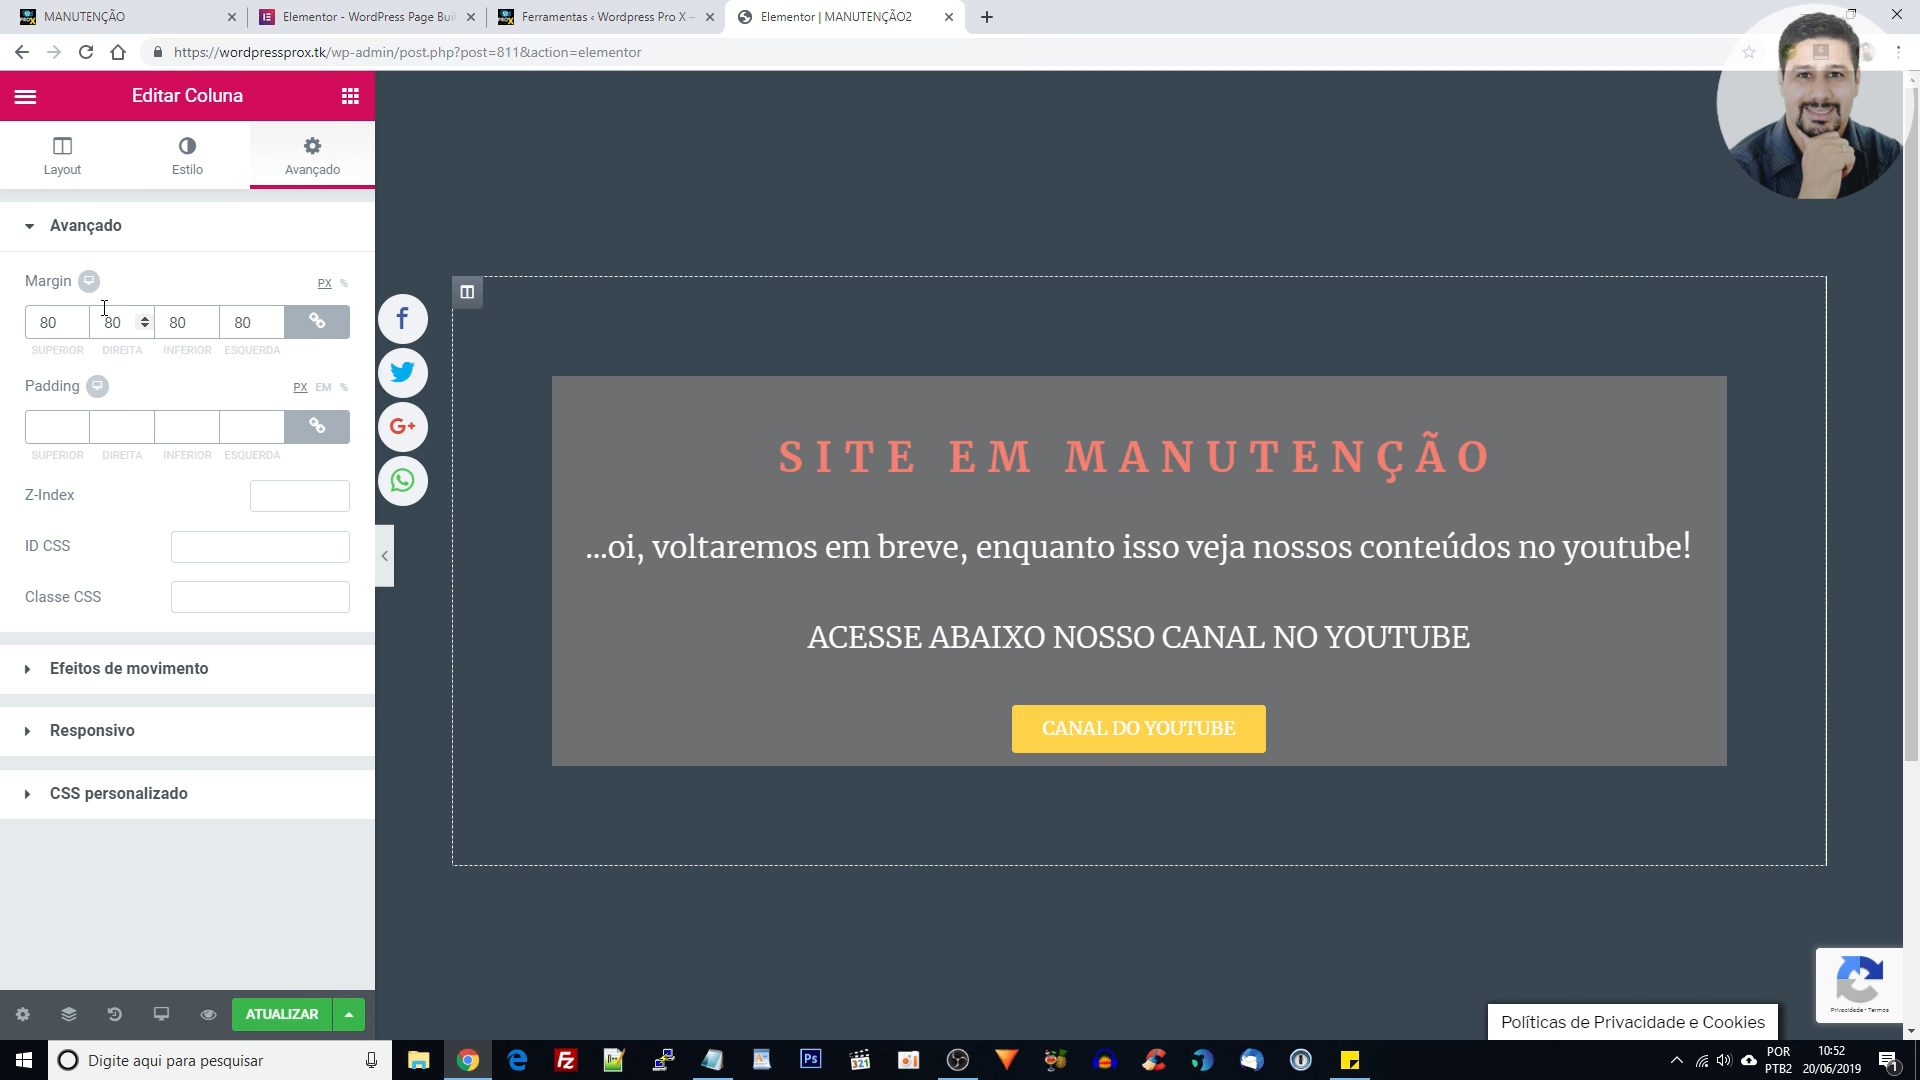 MANUTENÇÃO
Elementor - WordPress Page Buil
Ferramentas ‹ Wordpress Pro X –
Elementor | MANUTENÇÃO2
https://wordpressprox.tk/wp-admin/post.php?post=811&action=elementor
Editar Coluna
Layout
Estilo
Avançado
Avançado
Margin
PX %
80 80 80 80
SUPERIOR DIREITA INFERIOR ESQUERDA
Padding
PX EM %
SUPERIOR DIREITA INFERIOR ESQUERDA
Z-Index
ID CSS
Classe CSS
Efeitos de movimento
Responsivo
CSS personalizado
ATUALIZAR
SITE EM MANUTENÇÃO
...oi, voltaremos em breve, enquanto isso veja nossos conteúdos no youtube!
ACESSE ABAIXO NOSSO CANAL NO YOUTUBE
CANAL DO YOUTUBE
Privacidade - Termos
Políticas de Privacidade e Cookies
Digite aqui para pesquisar
POR
PTB2
10:52
20/06/2019